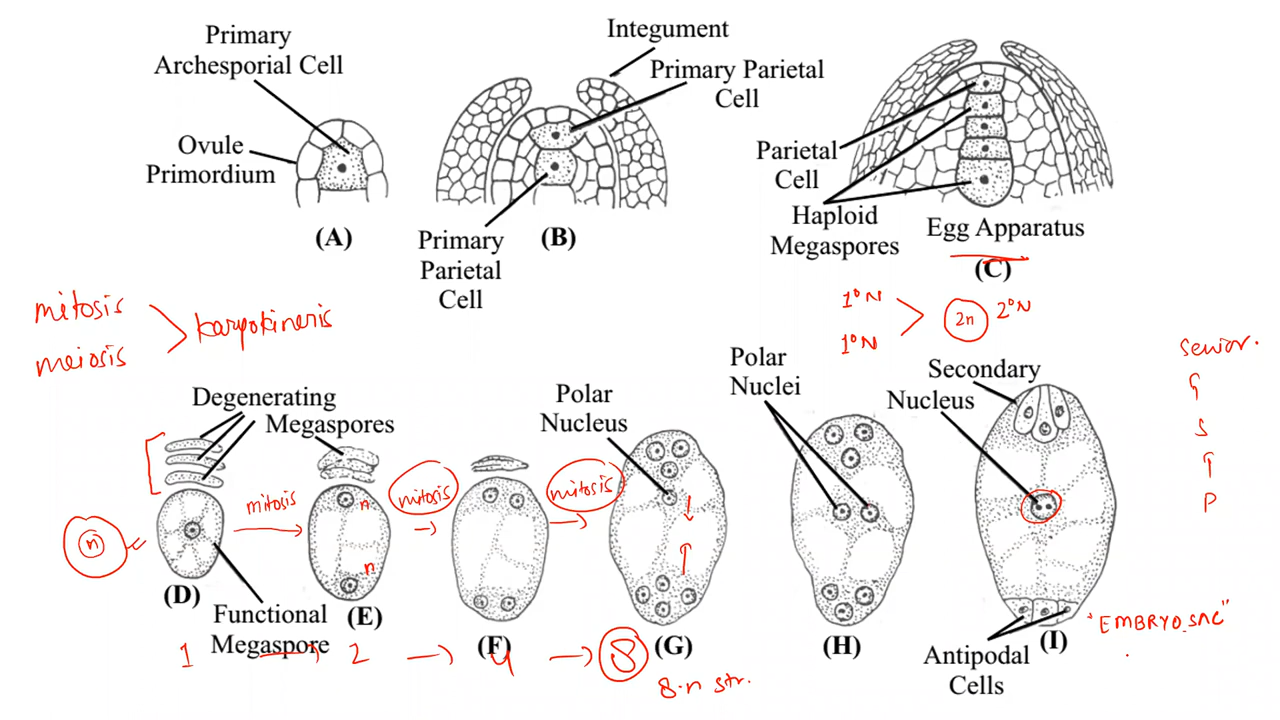 Primary
Archesporial Cell
Ovule
Primordium
(A)
Integument
Primary Parietal
Cell
Primary
Parietal
Cell
(B)
Parietal
Cell
Haploid
Megaspores
Egg Apparatus
(C)
mitosis
meiosis
karyokinesis
1° N
1° N
2n
2° N
Senior.
G
S
P
Degenerating
Megaspores
n
(D)
Functional
Megaspore
mitosis
n
n
(E)
mitosis
(F)
mitosis
Polar
Nucleus
(G)
Polar
Nuclei
(H)
Secondary
Nucleus
Antipodal
Cells
(I)
"EMBRYO SAC"
1 → 2 → 4 → 8
8-n str.